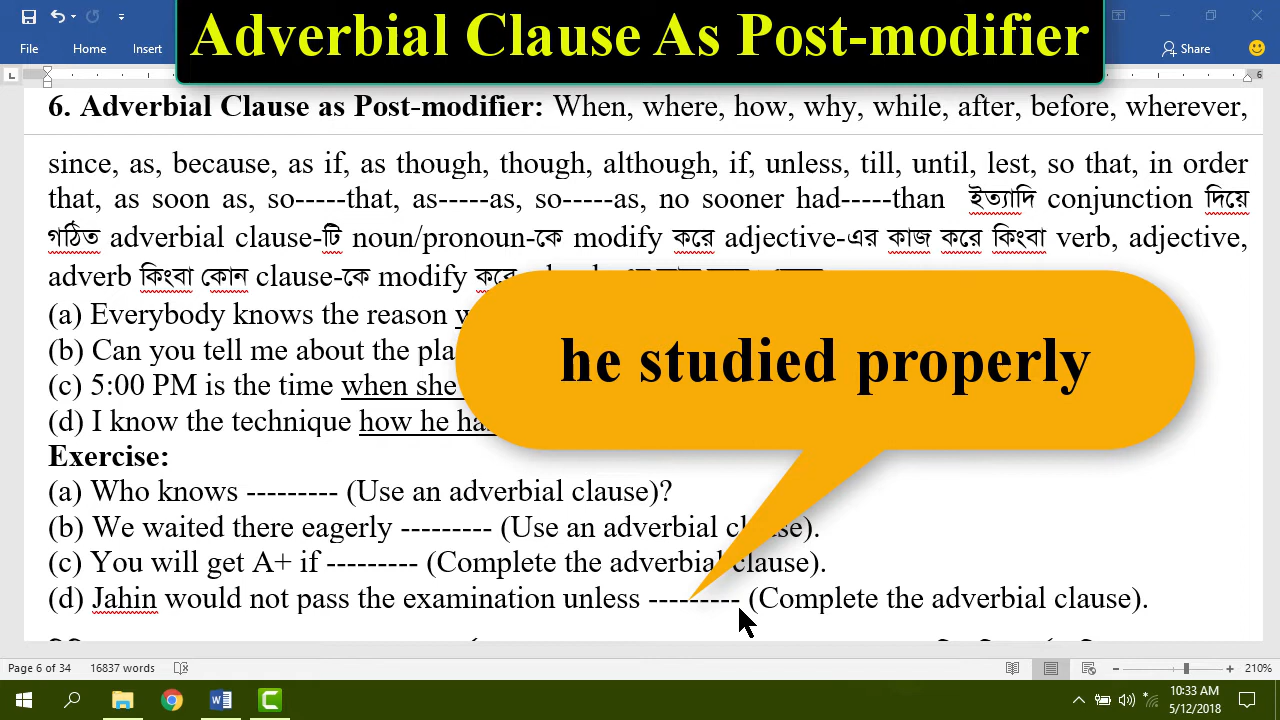 Adverbial Clause As Post-modifier
File Home Insert Share
6
6. Adverbial Clause as Post-modifier: When, where, how, why, while, after, before, wherever,
since, as, because, as if, as though, though, although, if, unless, till, until, lest, so that, in order
that, as soon as, so-----that, as-----as, so-----as, no sooner had-----than ইত্যাদি conjunction দিয়ে
গঠিত adverbial clause-টি noun/pronoun-কে modify করে adjective-এর কাজ করে কিংবা verb, adjective,
adverb কিংবা কোন clause-কে modify করে
(a) Everybody knows the reason
(b) Can you tell me about the
(c) 5:00 PM is the time when she
(d) I know the technique how he
he studied properly
Exercise:
(a) Who knows --------- (Use an adverbial clause)?
(b) We waited there eagerly --------- (Use an adverbial clause).
(c) You will get A+ if --------- (Complete the adverbial clause).
(d) Jahin would not pass the examination unless --------- (Complete the adverbial clause).
Page 6 of 34 16837 words 210%
10:33 AM
5/12/2018